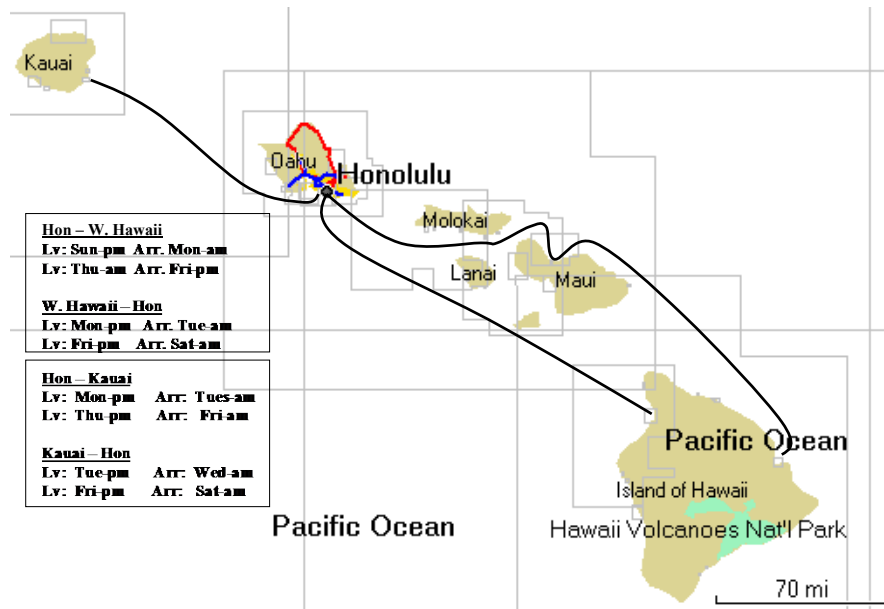 Kauai
Oahu
Honolulu
Molokai
Lanai
Maui
Hon – W. Hawaii
Lv: Sun-pm Arr. Mon-am
Lv: Thu-am Arr. Fri-pm
W. Hawaii – Hon
Lv: Mon-pm Arr. Tue-am
Lv: Fri-pm Arr. Sat-am
Hon – Kauai
Lv: Mon-pm Arr: Tues-am
Lv: Thu-pm Arr: Fri-am
Kauai – Hon
Lv: Tue-pm Arr: Wed-am
Lv: Fri-pm Arr: Sat-am
Pacific Ocean
Island of Hawaii
Hawaii Volcanoes Nat'l Park
Pacific Ocean
70 mi